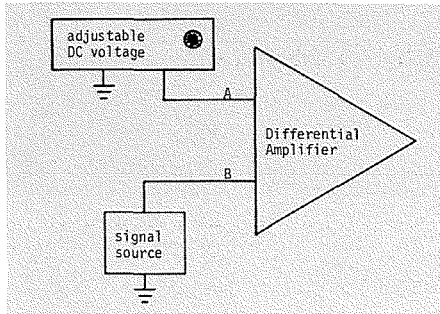 adjustable
DC voltage
A
Differential
Amplifier
B
signal
source